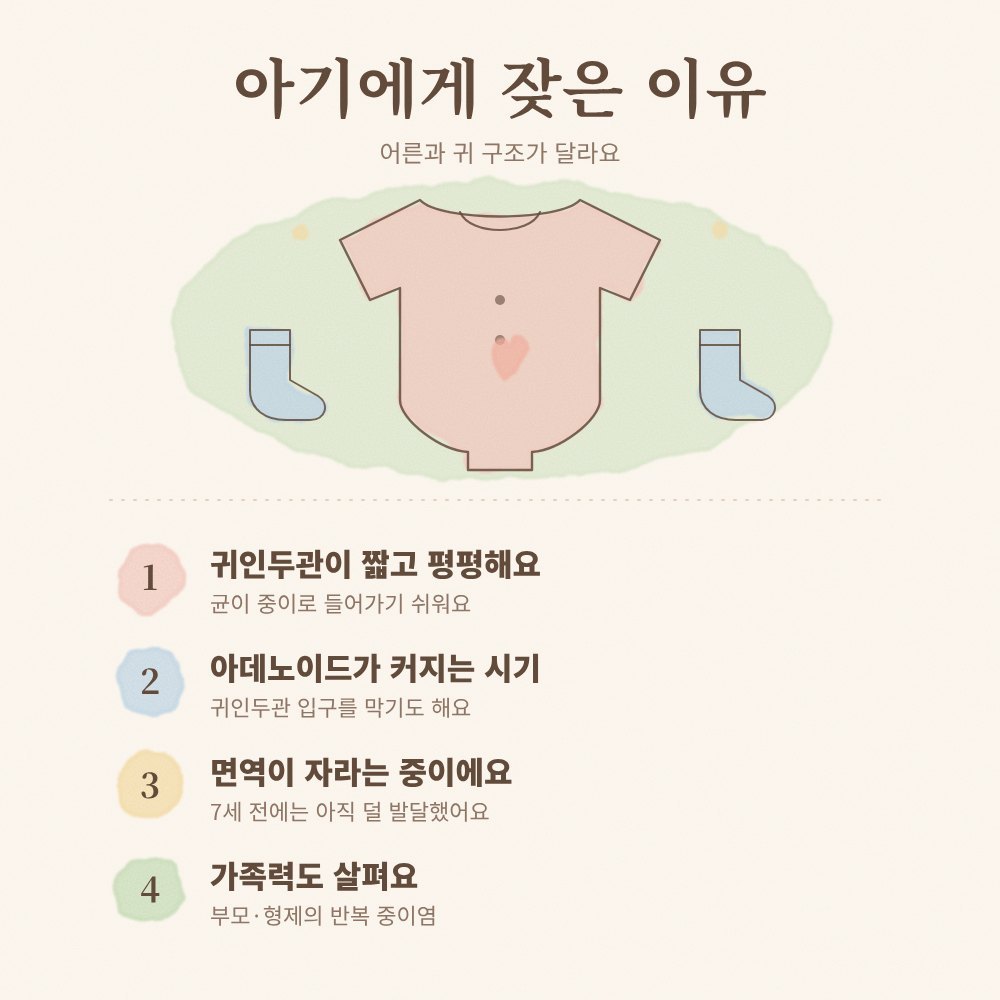 아기에게 잦은 이유
어른과 귀 구조가 달라요
1
귀인두관이 짧고 평평해요
균이 중이로 들어가기 쉬워요
2
아데노이드가 커지는 시기
귀인두관 입구를 막기도 해요
3
면역이 자라는 중이에요
7세 전에는 아직 덜 발달했어요
4
가족력도 살펴요
부모·형제의 반복 중이염